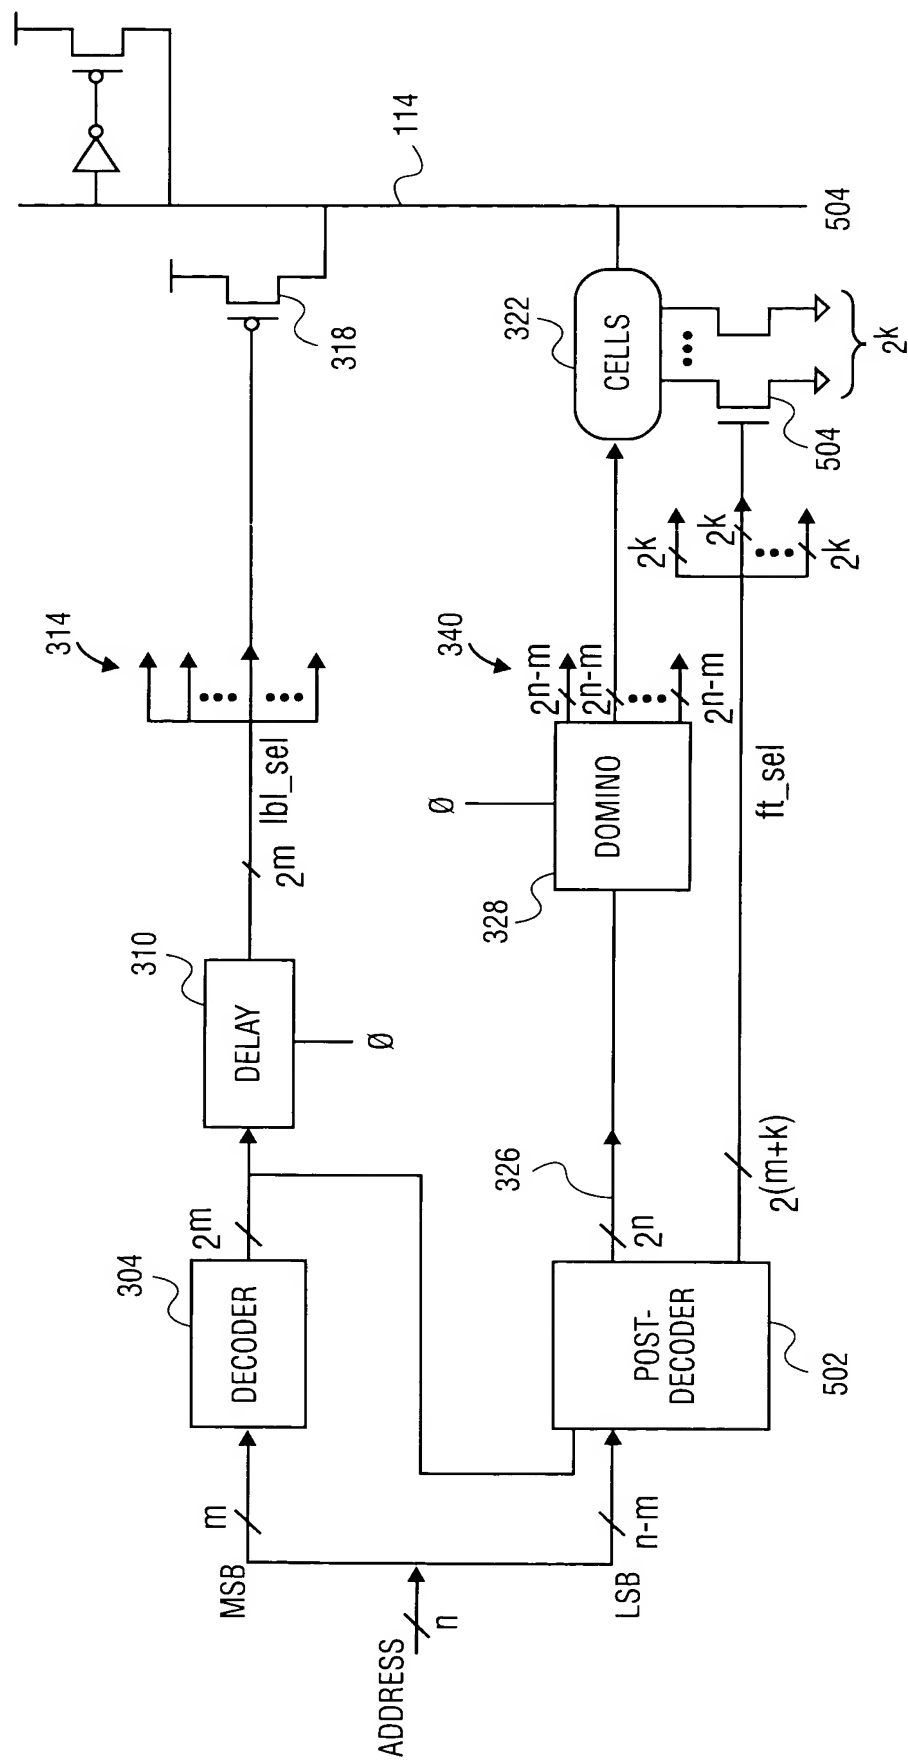 ADDRESS
n
MSB
m
LSB
n-m
DECODER
304
2m
DELAY
310
Ø
2m
lbl_sel
314
318
114
POST-
DECODER
502
2n
326
2(m+k)
ft_sel
DOMINO
328
Ø
340
2n-m
2n-m
2n-m
CELLS
322
2k
2k
2k
504
2k
504